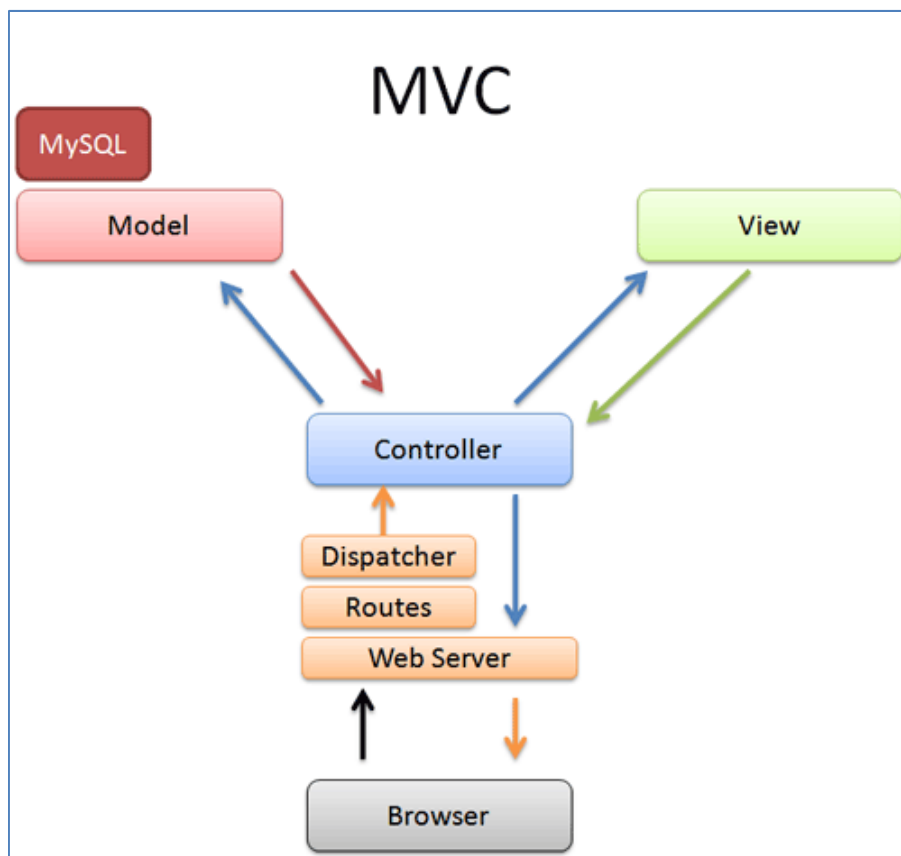 MVC
MySQL
Model
View
Controller
Dispatcher
Routes
Web Server
Browser